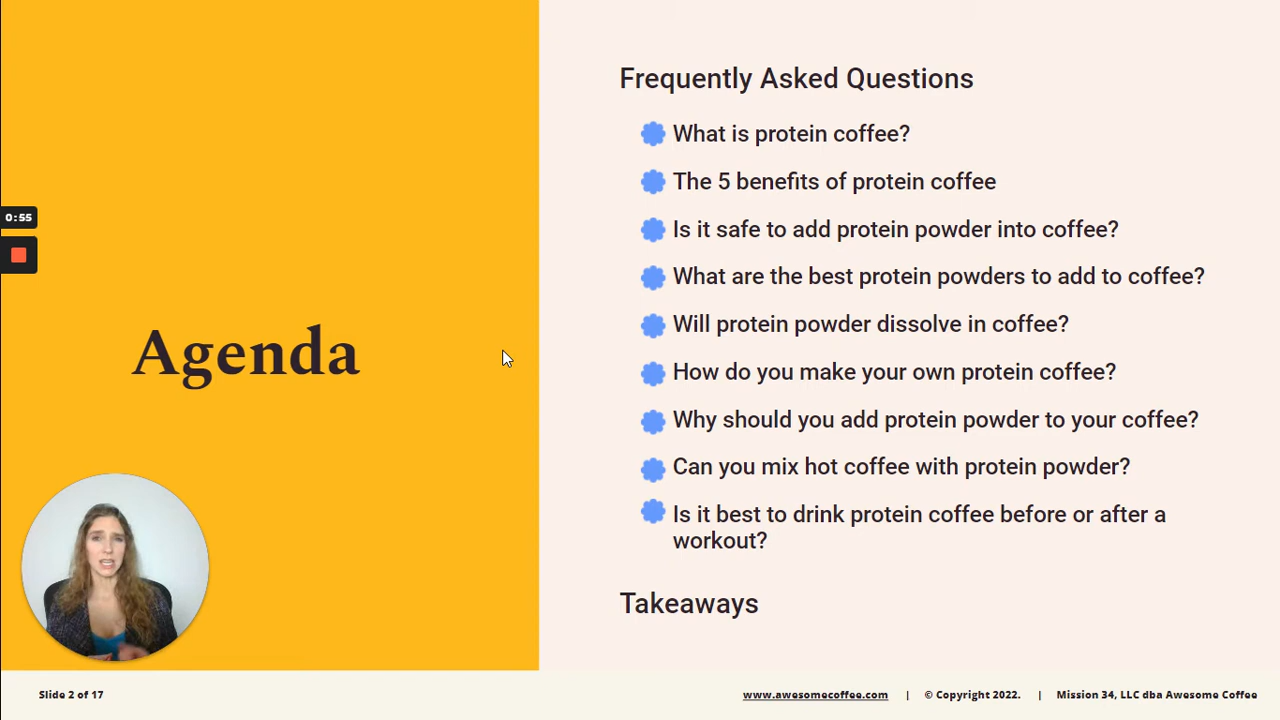 Frequently Asked Questions
What is protein coffee?
The 5 benefits of protein coffee
Is it safe to add protein powder into coffee?
What are the best protein powders to add to coffee?
Will protein powder dissolve in coffee?
How do you make your own protein coffee?
Why should you add protein powder to your coffee?
Can you mix hot coffee with protein powder?
Is it best to drink protein coffee before or after a
workout?
Takeaways
0:55
Agenda
Slide 2 of 17
www.awesomecoffee.com | © Copyright 2022. | Mission 34, LLC dba Awesome Coffee